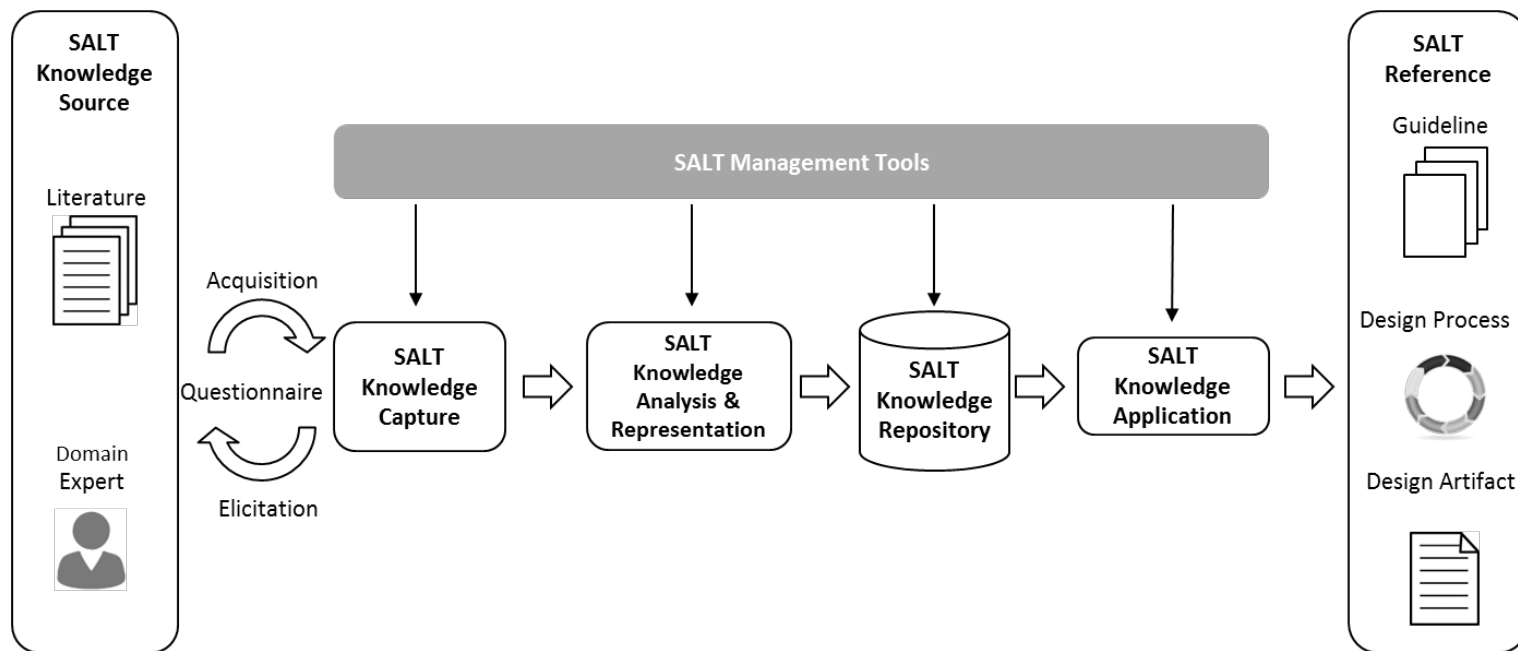 SALT
Knowledge
Source
Literature
Domain
Expert
Acquisition
Questionnaire
Elicitation
SALT Management Tools
SALT
Knowledge
Capture
SALT
Knowledge
Analysis &
Representation
SALT
Knowledge
Repository
SALT
Knowledge
Application
SALT
Reference
Guideline
Design Process
Design Artifact